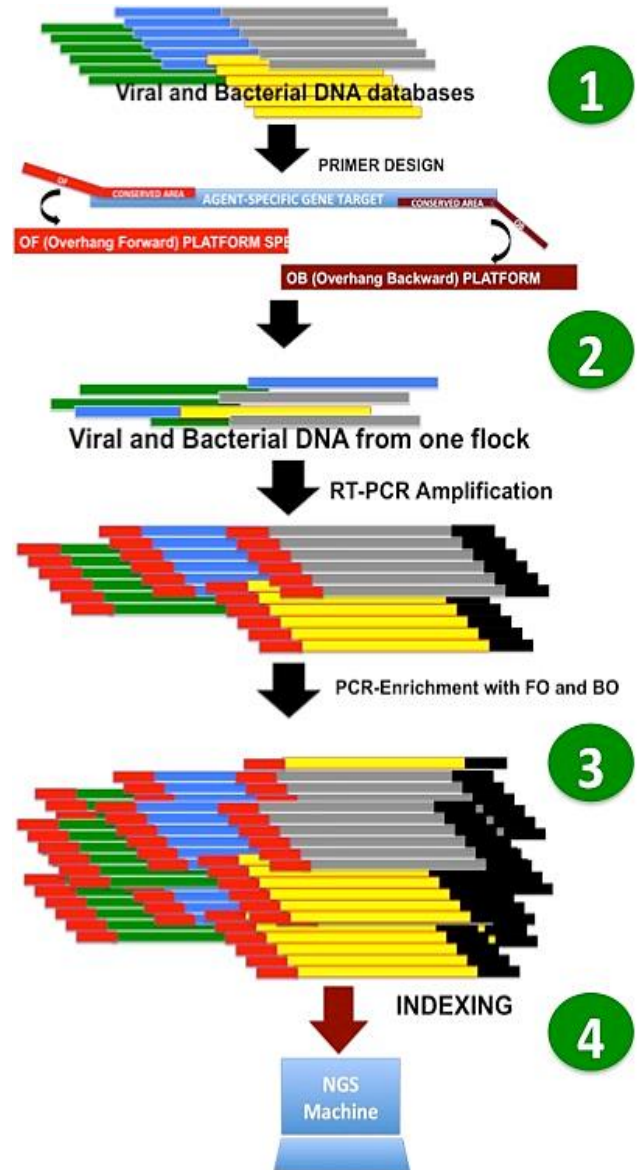 Viral and Bacterial DNA databases
1
PRIMER DESIGN
OF
CONSERVED AREA
AGENT-SPECIFIC GENE TARGET
CONSERVED AREA
OB
OF (Overhang Forward) PLATFORM SPE
OB (Overhang Backward) PLATFORM
2
Viral and Bacterial DNA from one flock
RT-PCR Amplification
PCR-Enrichment with FO and BO
3
INDEXING
4
NGS
Machine